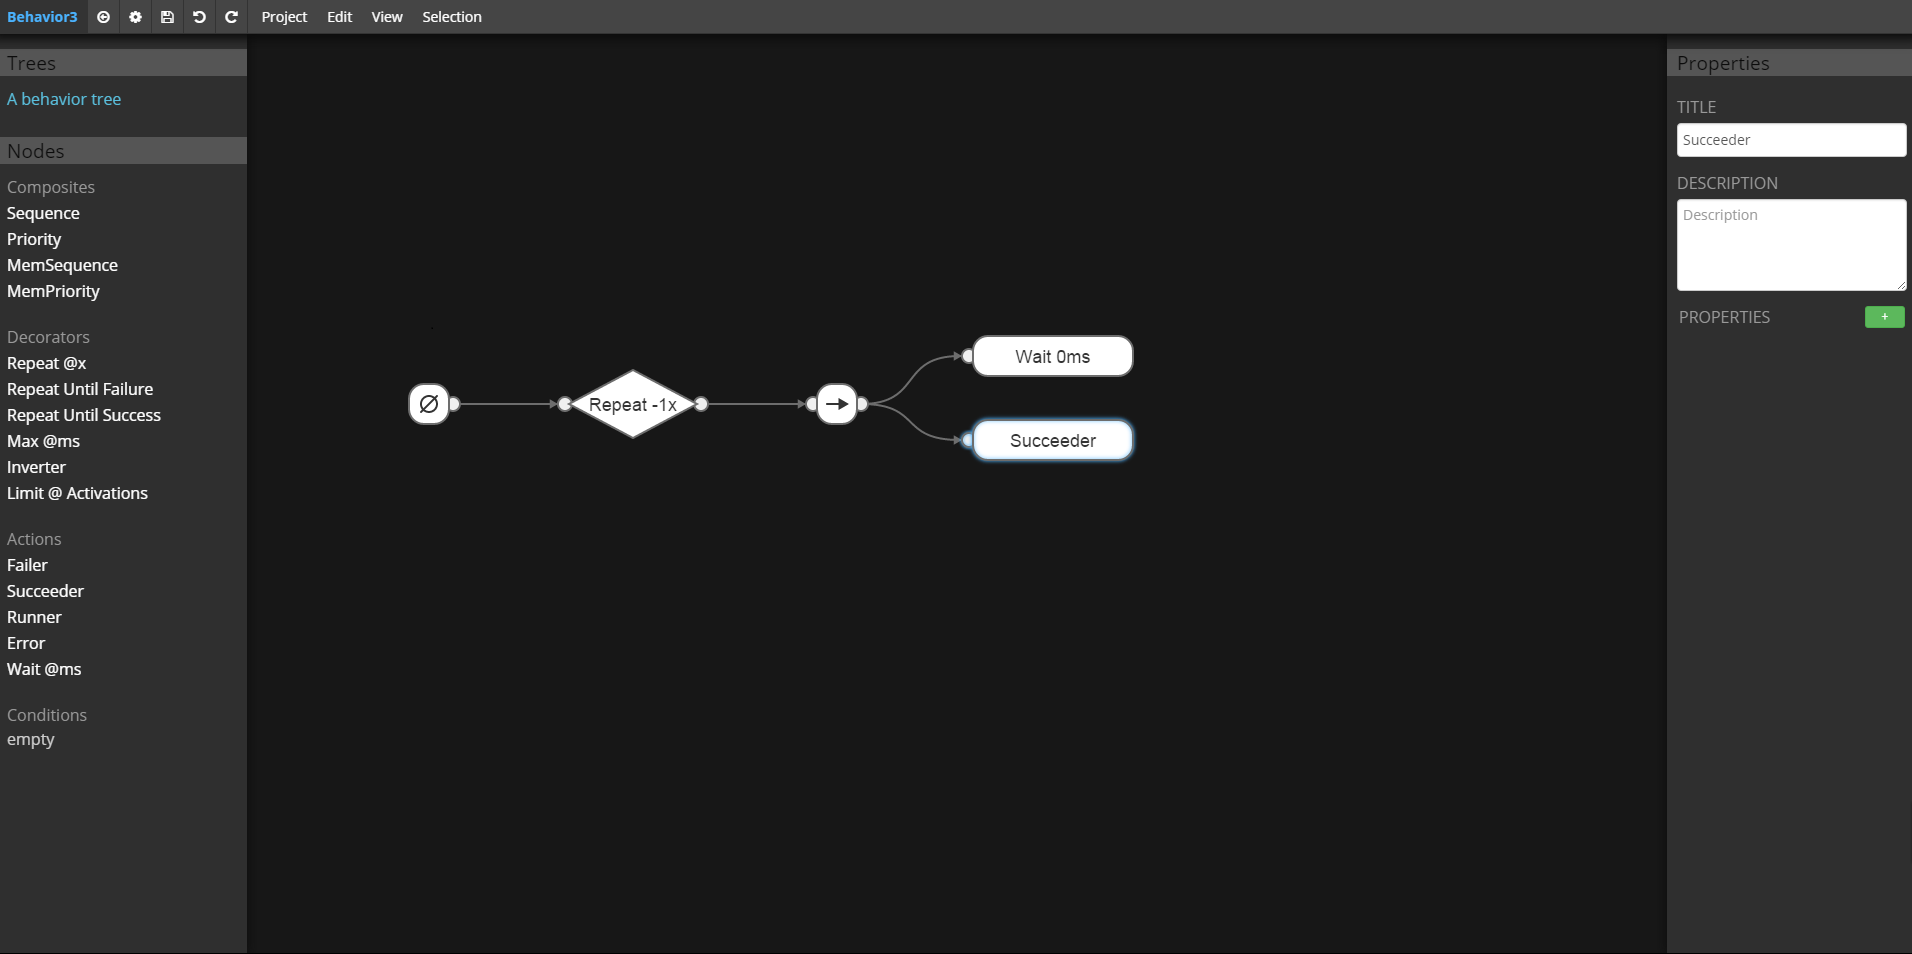 Behavior3 Project Edit View Selection
Trees
A behavior tree
Nodes
Composites
Sequence
Priority
MemSequence
MemPriority
Decorators
Repeat @x
Repeat Until Failure
Repeat Until Success
Max @ms
Inverter
Limit @ Activations
Actions
Failer
Succeeder
Runner
Error
Wait @ms
Conditions
empty
Repeat -1x
Wait 0ms
Succeeder
Properties
TITLE
Succeeder
DESCRIPTION
Description
PROPERTIES +